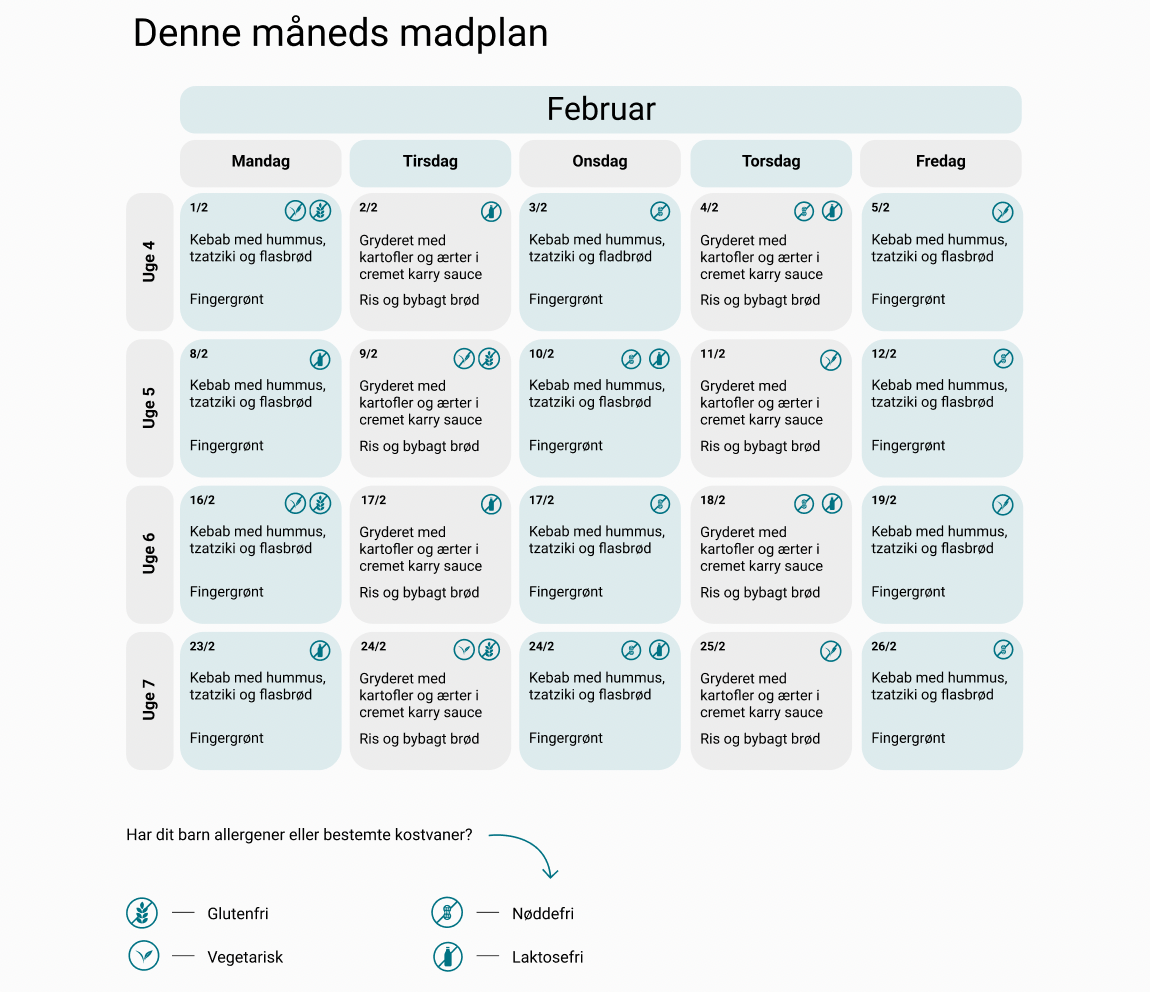 Denne måneds madplan
Februar
Mandag
Tirsdag
Onsdag
Torsdag
Fredag
Uge 4
1/2
Kebab med hummus,
tzatziki og flasbrød
Fingergrønt
2/2
Gryderet med
kartofler og ærter i
cremet karry sauce
Ris og bybagt brød
3/2
Kebab med hummus,
tzatziki og fladbrød
Fingergrønt
4/2
Gryderet med
kartofler og ærter i
cremet karry sauce
Ris og bybagt brød
5/2
Kebab med hummus,
tzatziki og flasbrød
Fingergrønt
Uge 5
8/2
Kebab med hummus,
tzatziki og flasbrød
Fingergrønt
9/2
Gryderet med
kartofler og ærter i
cremet karry sauce
Ris og bybagt brød
10/2
Kebab med hummus,
tzatziki og flasbrød
Fingergrønt
11/2
Gryderet med
kartofler og ærter i
cremet karry sauce
Ris og bybagt brød
12/2
Kebab med hummus,
tzatziki og flasbrød
Fingergrønt
Uge 6
16/2
Kebab med hummus,
tzatziki og flasbrød
Fingergrønt
17/2
Gryderet med
kartofler og ærter i
cremet karry sauce
Ris og bybagt brød
17/2
Kebab med hummus,
tzatziki og flasbrød
Fingergrønt
18/2
Gryderet med
kartofler og ærter i
cremet karry sauce
Ris og bybagt brød
19/2
Kebab med hummus,
tzatziki og flasbrød
Fingergrønt
Uge 7
23/2
Kebab med hummus,
tzatziki og flasbrød
Fingergrønt
24/2
Gryderet med
kartofler og ærter i
cremet karry sauce
Ris og bybagt brød
24/2
Kebab med hummus,
tzatziki og flasbrød
Fingergrønt
25/2
Gryderet med
kartofler og ærter i
cremet karry sauce
Ris og bybagt brød
26/2
Kebab med hummus,
tzatziki og flasbrød
Fingergrønt
Har dit barn allergener eller bestemte kostvaner?
Glutenfri
Nøddefri
Vegetarisk
Laktosefri